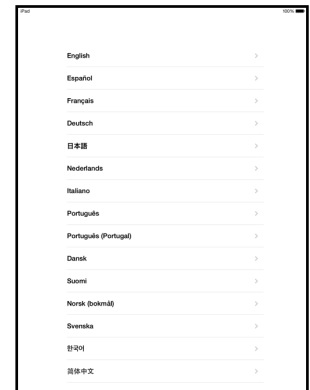 iPad 100%
English
Español
Français
Deutsch
日本語
Nederlands
Italiano
Português
Português (Portugal)
Dansk
Suomi
Norsk (bokmål)
Svenska
한국어
简体中文